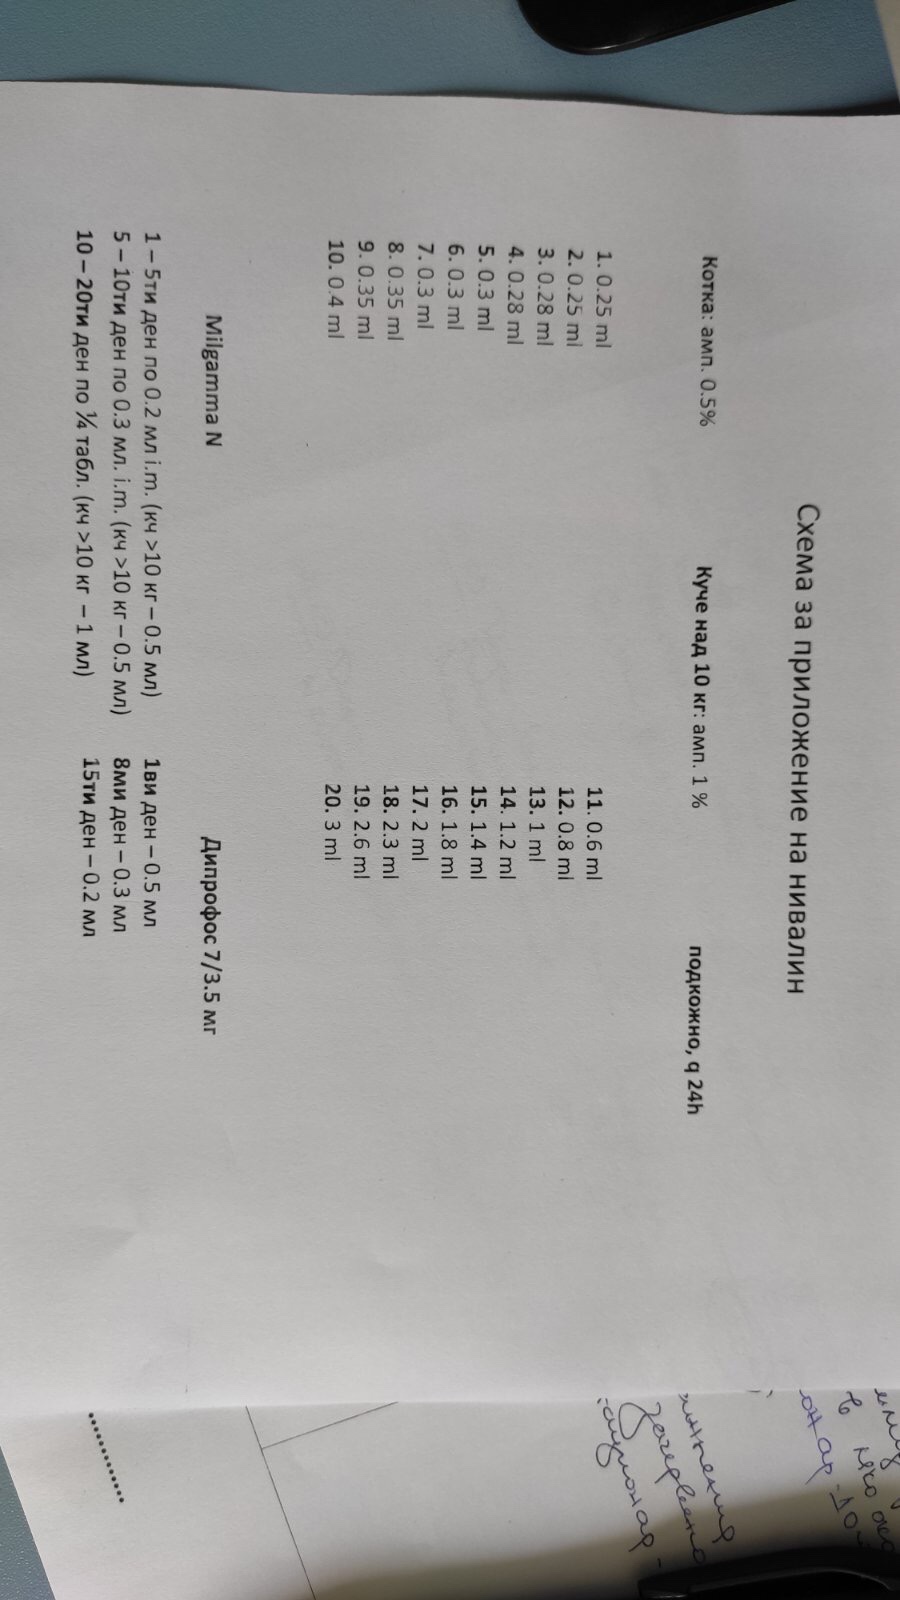 Схема за приложение на нивалин
Котка: амп. 0.5% Куче над 10 кг: амп. 1 % подкожно, q 24h
1. 0.25 ml 11. 0.6 ml
2. 0.25 ml 12. 0.8 ml
3. 0.28 ml 13. 1 ml
4. 0.28 ml 14. 1.2 ml
5. 0.3 ml 15. 1.4 ml
6. 0.3 ml 16. 1.8 ml
7. 0.3 ml 17. 2 ml
8. 0.35 ml 18. 2.3 ml
9. 0.35 ml 19. 2.6 ml
10. 0.4 ml 20. 3 ml
Milgamma N Дипрофос 7/3.5 мг
1 – 5ти ден по 0.2 мл i.m. (кч >10 кг – 0.5 мл) 1ви ден – 0.5 мл
5 – 10ти ден по 0.3 мл. i.m. (кч >10 кг – 0.5 мл) 8ми ден – 0.3 мл
10 – 20ти ден по ¼ табл. (кч >10 кг – 1 мл) 15ти ден – 0.2 мл